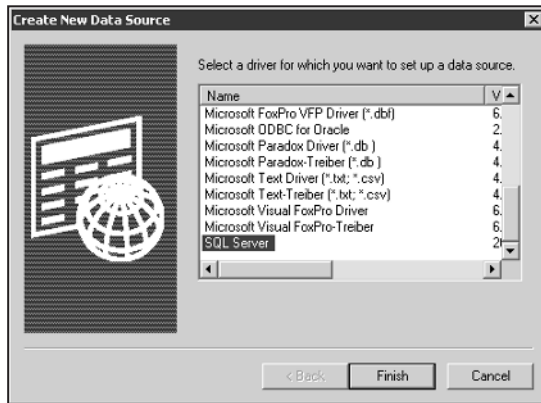 Create New Data Source
Select a driver for which you want to set up a data source.
Name V
Microsoft FoxPro VFP Driver (*.dbf) 6.
Microsoft ODBC for Oracle 2.
Microsoft Paradox Driver (*.db ) 4.
Microsoft Paradox-Treiber (*.db ) 4.
Microsoft Text Driver (*.txt; *.csv) 4.
Microsoft Text-Treiber (*.txt; *.csv) 4.
Microsoft Visual FoxPro Driver 6.
Microsoft Visual FoxPro-Treiber 6.
SQL Server
< Back Finish Cancel